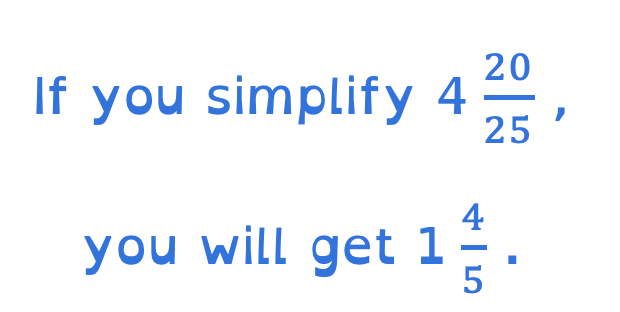 If you simplify 4 20/25 ,
you will get 1 4/5 .